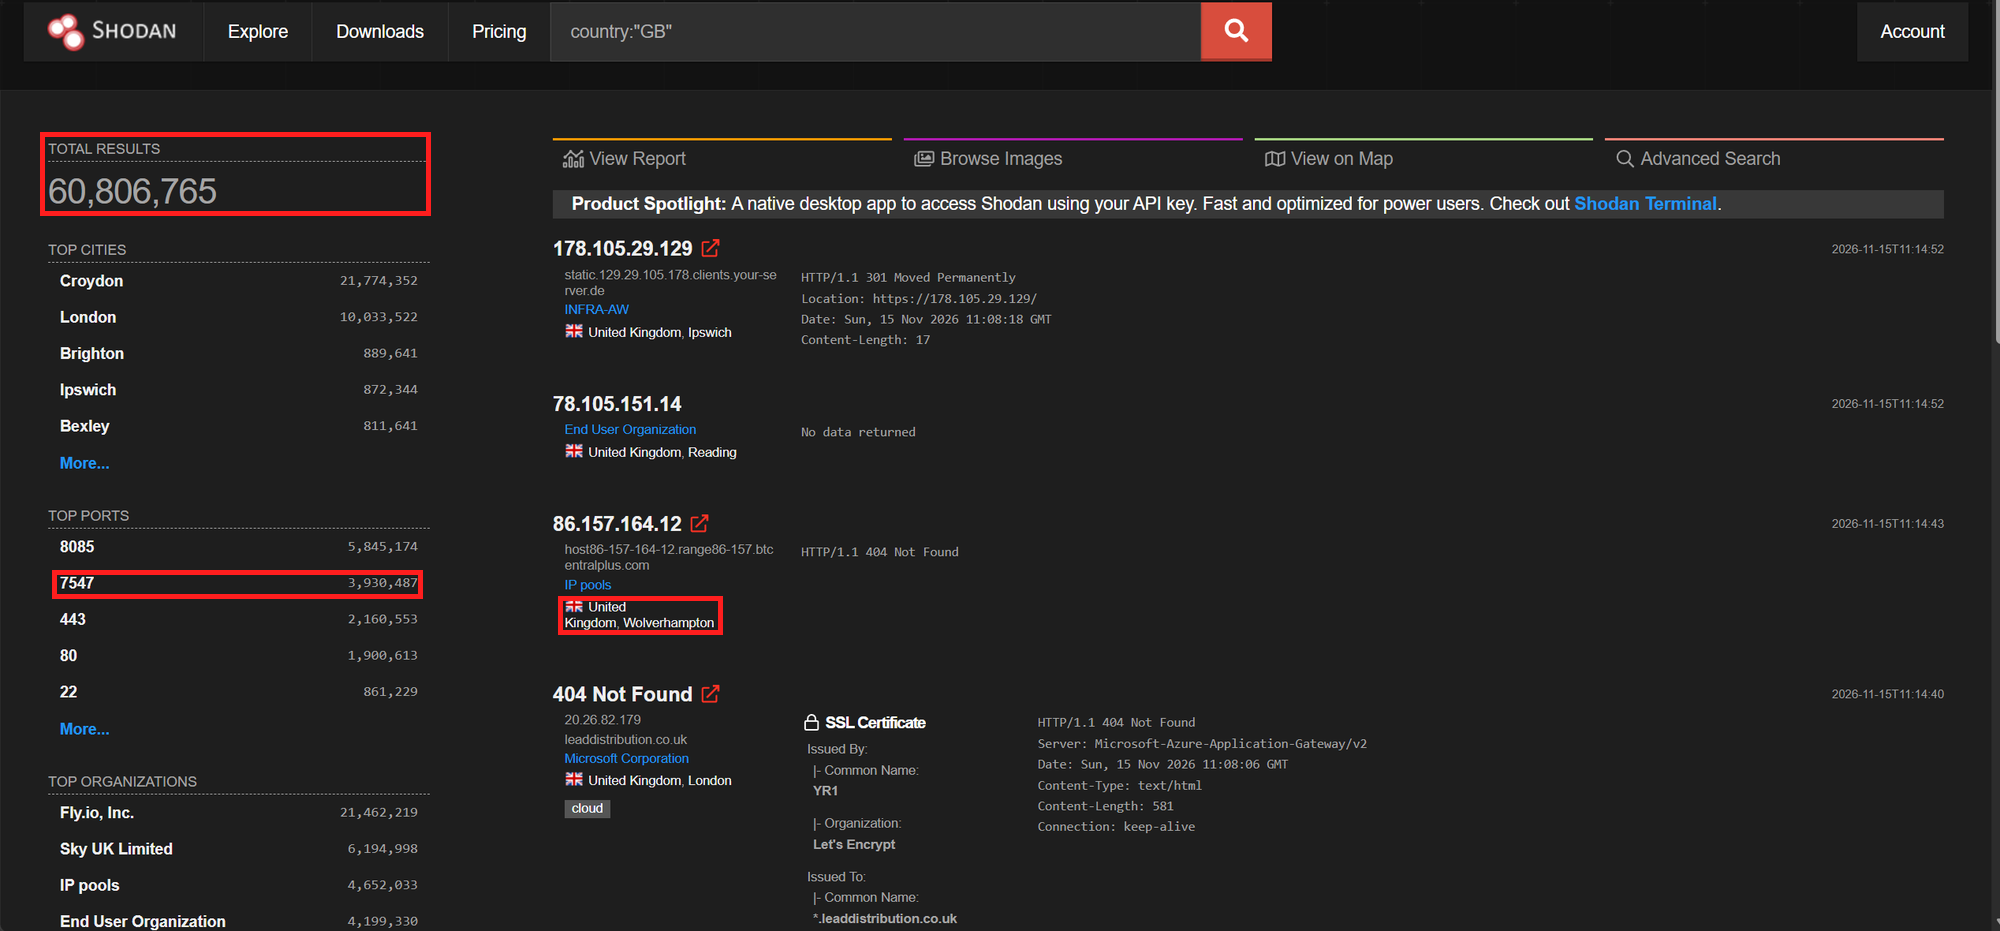 SHODAN
Explore
Downloads
Pricing
country:"GB"
Account
TOTAL RESULTS
60,806,765
TOP CITIES
Croydon 21,774,352
London 10,033,522
Brighton 889,641
Ipswich 872,344
Bexley 811,641
More...
TOP PORTS
8085 5,845,174
7547 3,930,487
443 2,160,553
80 1,900,613
22 861,229
More...
TOP ORGANIZATIONS
Fly.io, Inc. 21,462,219
Sky UK Limited 6,194,998
IP pools 4,652,033
End User Organization 4,199,330
View Report
Browse Images
View on Map
Advanced Search
Product Spotlight: A native desktop app to access Shodan using your API key. Fast and optimized for power users. Check out Shodan Terminal.
178.105.29.129
2026-11-15T11:14:52
static.129.29.105.178.clients.your-se
rver.de
INFRA-AW
United Kingdom, Ipswich
HTTP/1.1 301 Moved Permanently
Location: https://178.105.29.129/
Date: Sun, 15 Nov 2026 11:08:18 GMT
Content-Length: 17
78.105.151.14
2026-11-15T11:14:52
End User Organization
United Kingdom, Reading
No data returned
86.157.164.12
2026-11-15T11:14:43
host86-157-164-12.range86-157.btc
entralplus.com
IP pools
United
Kingdom, Wolverhampton
HTTP/1.1 404 Not Found
404 Not Found
2026-11-15T11:14:40
20.26.82.179
leaddistribution.co.uk
Microsoft Corporation
United Kingdom, London
cloud
SSL Certificate
Issued By:
|- Common Name:
YR1
|- Organization:
Let's Encrypt
Issued To:
|- Common Name:
*.leaddistribution.co.uk
HTTP/1.1 404 Not Found
Server: Microsoft-Azure-Application-Gateway/v2
Date: Sun, 15 Nov 2026 11:08:06 GMT
Content-Type: text/html
Content-Length: 581
Connection: keep-alive